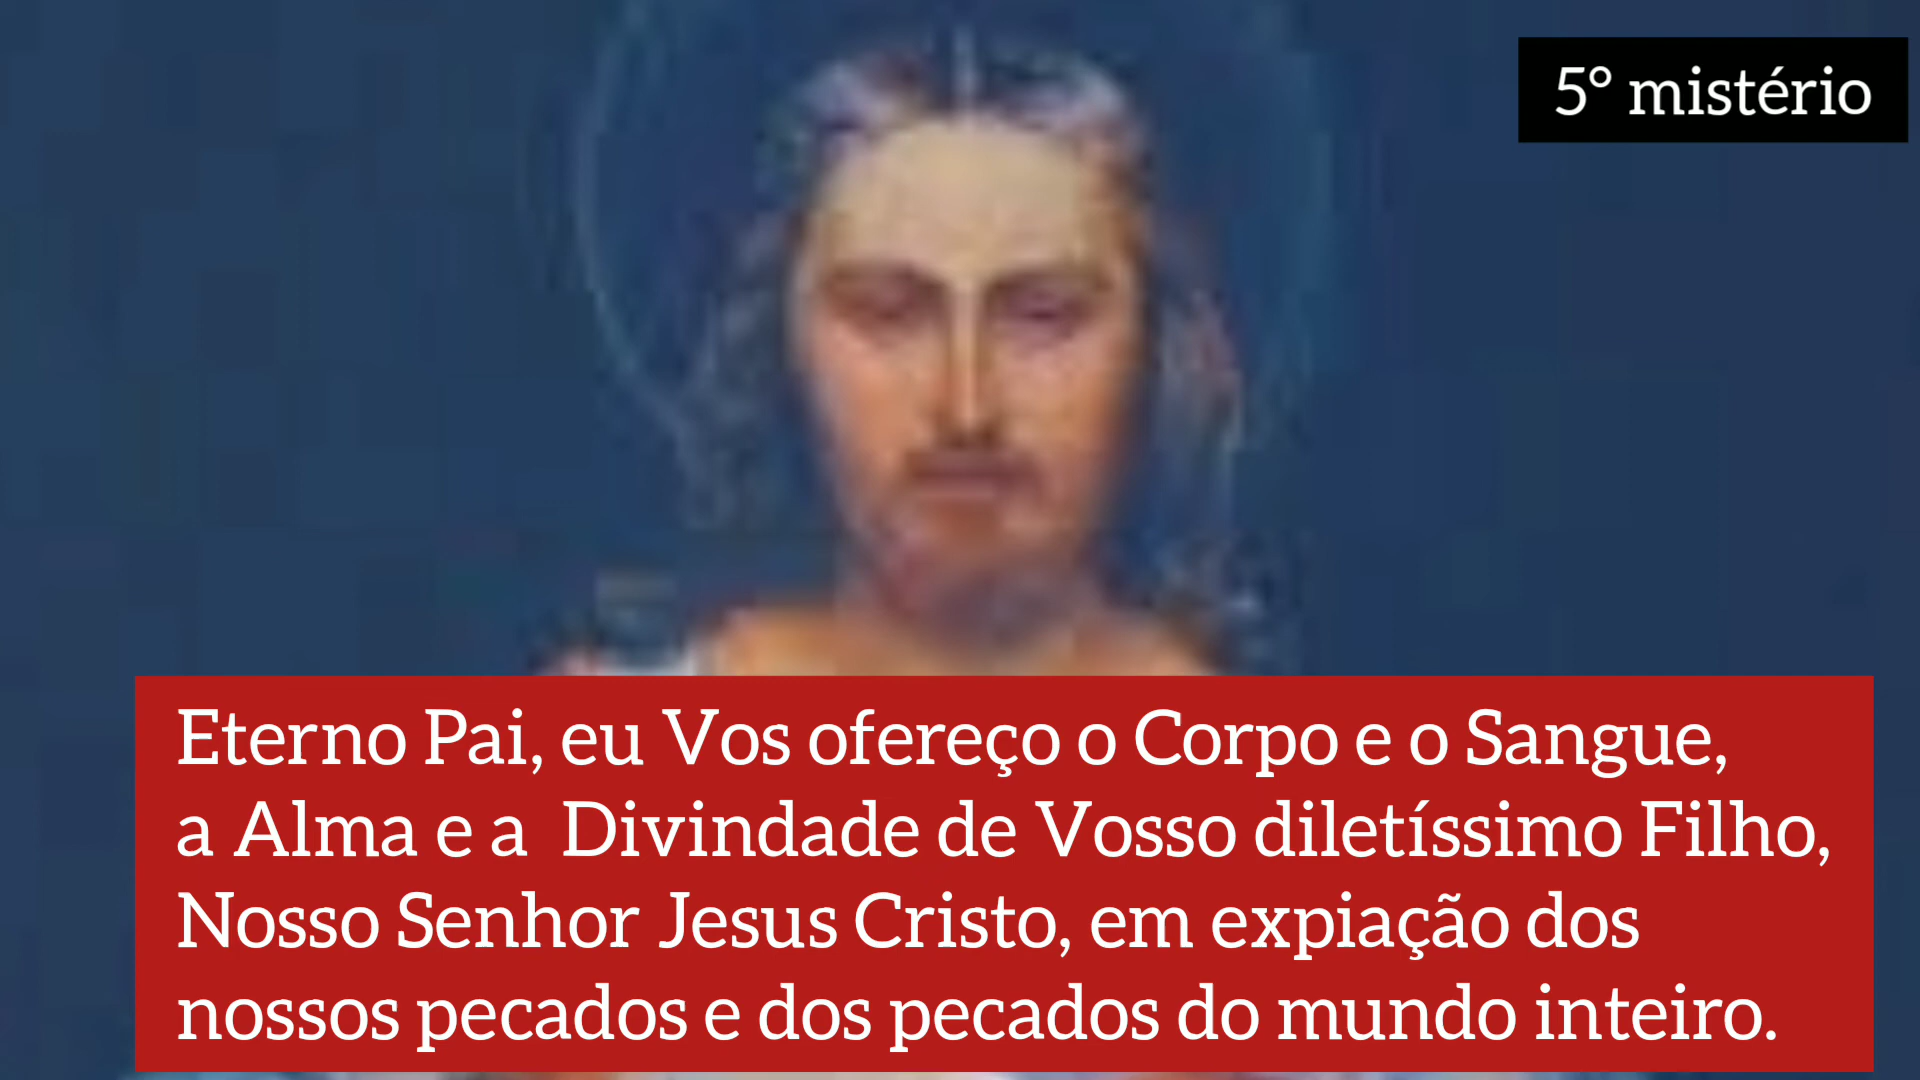 5° mistério
Eterno Pai, eu Vos ofereço o Corpo e o Sangue,
a Alma e a  Divindade de Vosso diletíssimo Filho,
Nosso Senhor Jesus Cristo, em expiação dos
nossos pecados e dos pecados do mundo inteiro.